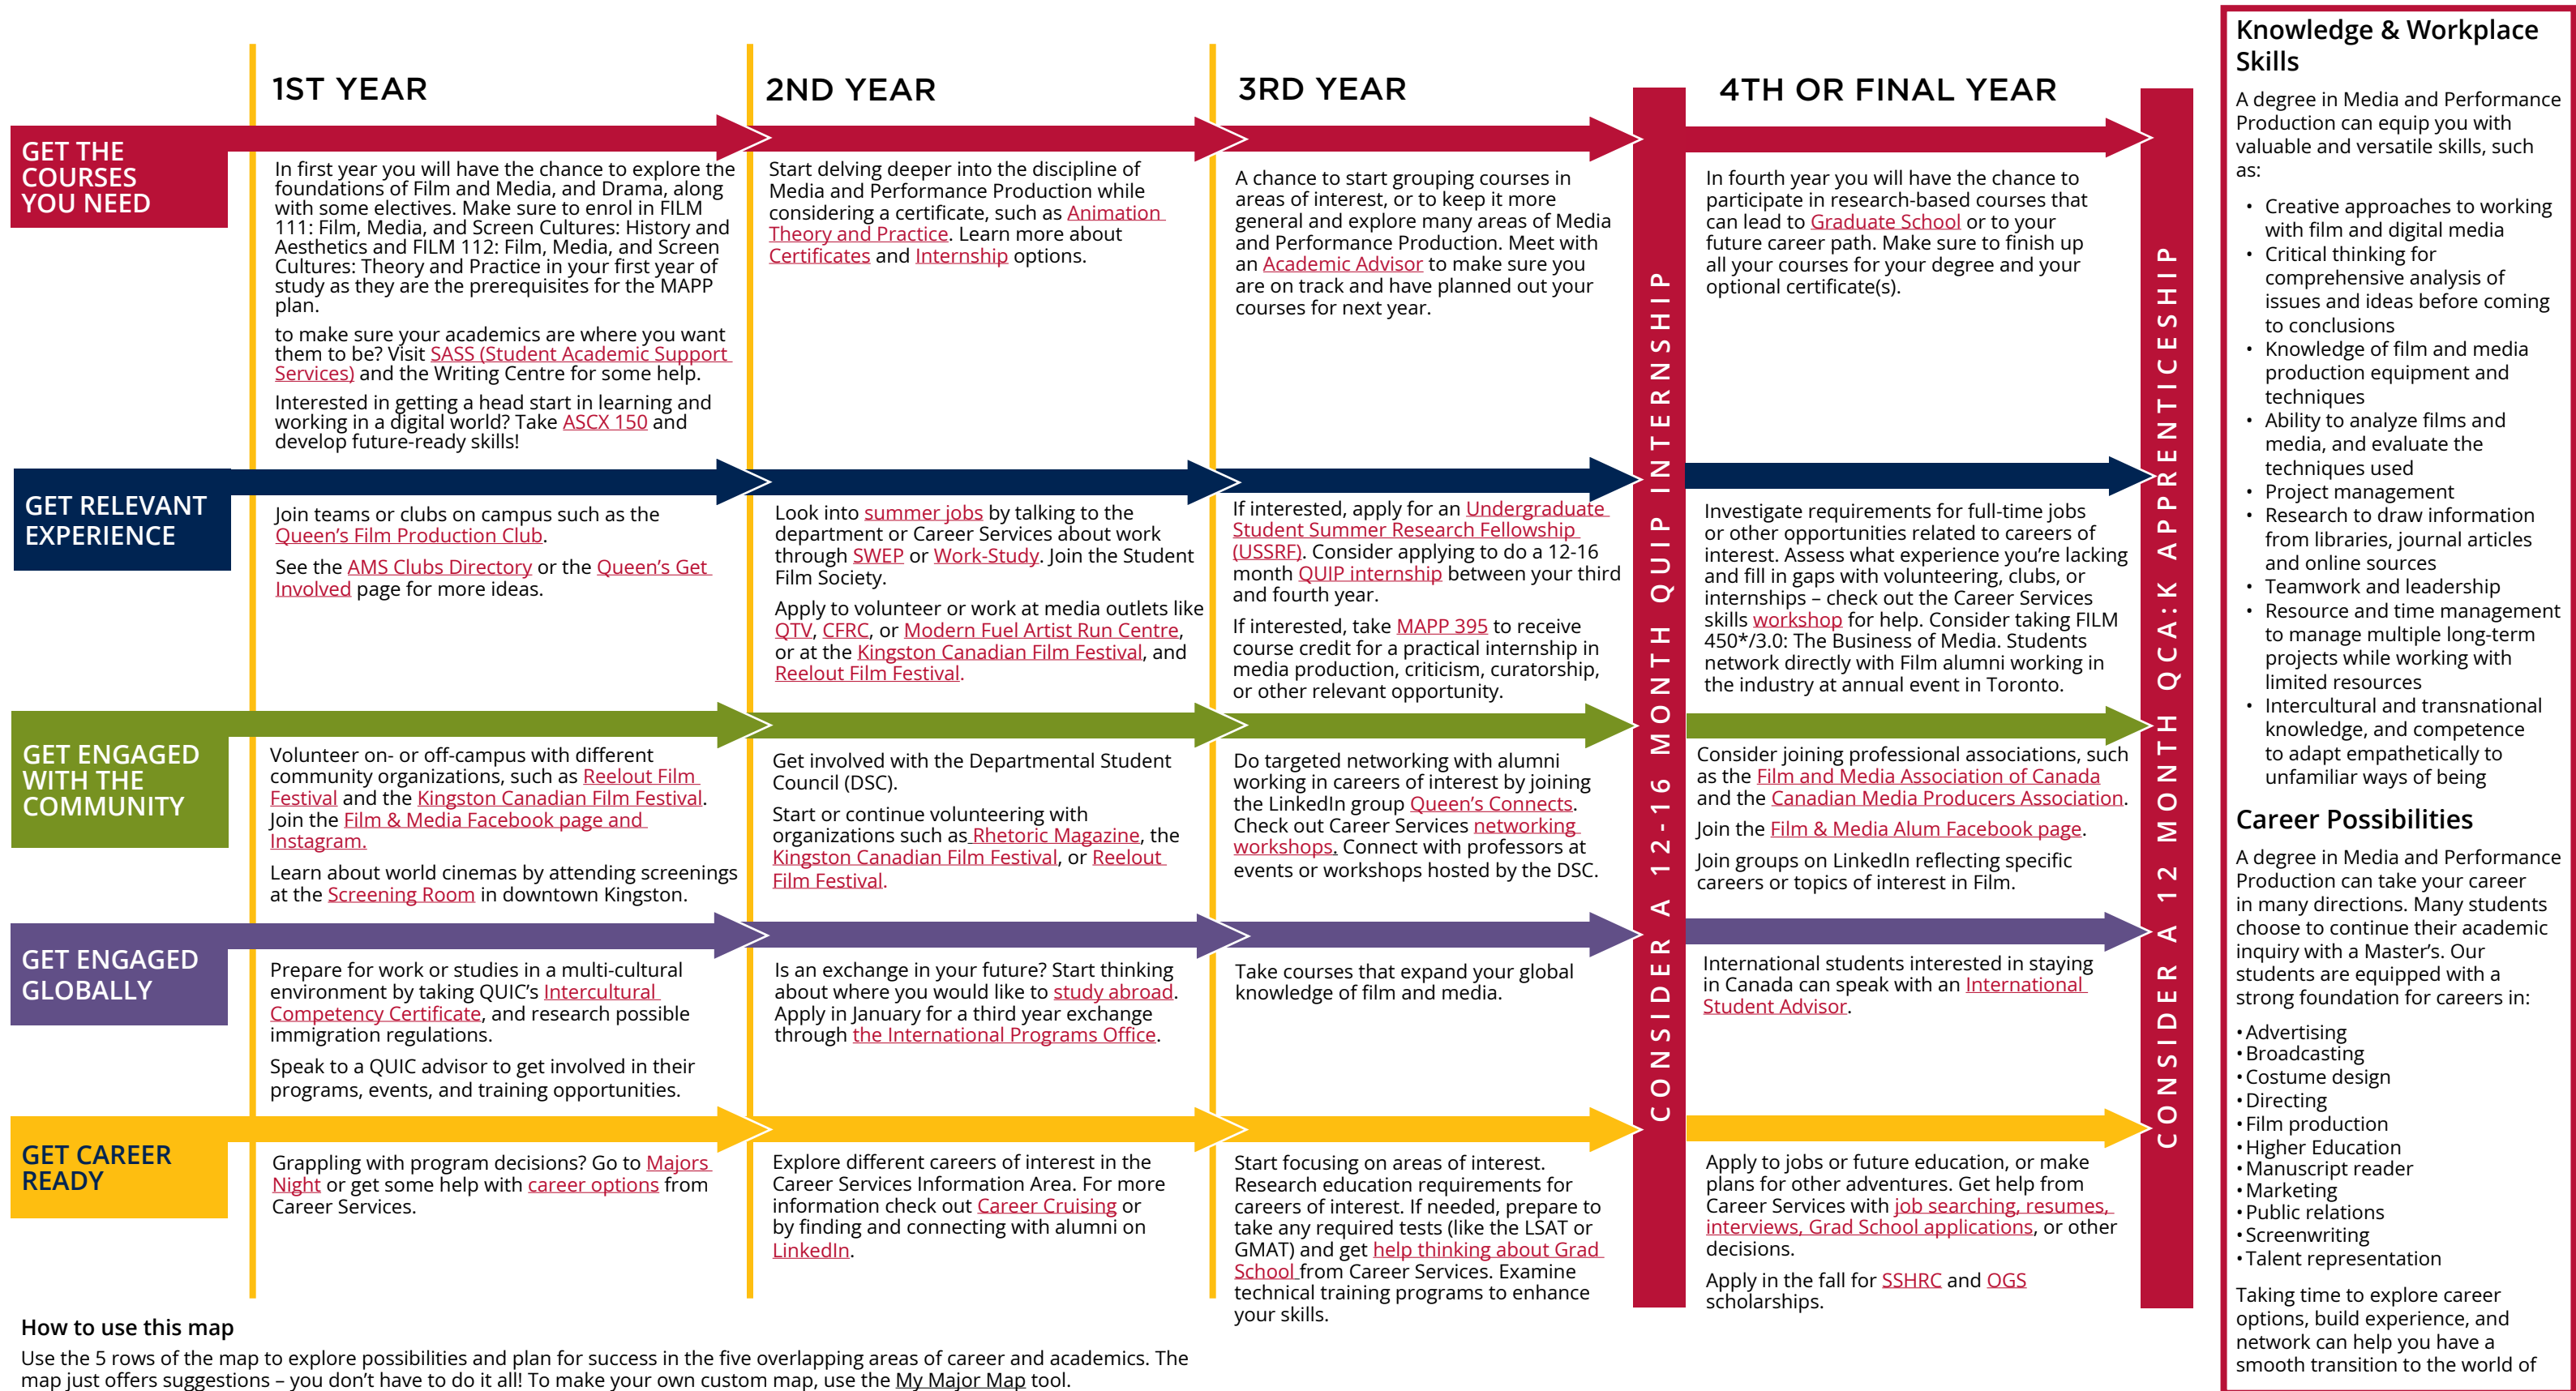 1ST YEAR
2ND YEAR
3RD YEAR
4TH OR FINAL YEAR
GET THE
COURSES
YOU NEED
In first year you will have the chance to explore the
foundations of Film and Media, and Drama, along
with some electives. Make sure to enrol in FILM
111: Film, Media, and Screen Cultures: History and
Aesthetics and FILM 112: Film, Media, and Screen
Cultures: Theory and Practice in your first year of
study as they are the prerequisites for the MAPP
plan.
to make sure your academics are where you want
them to be? Visit SASS (Student Academic Support
Services) and the Writing Centre for some help.
Interested in getting a head start in learning and
working in a digital world? Take ASCX 150 and
develop future-ready skills!
Start delving deeper into the discipline of
Media and Performance Production while
considering a certificate, such as Animation
Theory and Practice. Learn more about
Certificates and Internship options.
A chance to start grouping courses in
areas of interest, or to keep it more
general and explore many areas of Media
and Performance Production. Meet with
an Academic Advisor to make sure you
are on track and have planned out your
courses for next year.
In fourth year you will have the chance to
participate in research-based courses that
can lead to Graduate School or to your
future career path. Make sure to finish up
all your courses for your degree and your
optional certificate(s).
GET RELEVANT
EXPERIENCE
Join teams or clubs on campus such as the
Queen's Film Production Club.
See the AMS Clubs Directory or the Queen's Get
Involved page for more ideas.
Look into summer jobs by talking to the
department or Career Services about work
through SWEP or Work-Study. Join the Student
Film Society.
Apply to volunteer or work at media outlets like
QTV, CFRC, or Modern Fuel Artist Run Centre,
or at the Kingston Canadian Film Festival, and
Reelout Film Festival.
If interested, apply for an Undergraduate
Student Summer Research Fellowship
(USSRF). Consider applying to do a 12-16
month QUIP internship between your third
and fourth year.
If interested, take MAPP 395 to receive
course credit for a practical internship in
media production, criticism, curatorship,
or other relevant opportunity.
Investigate requirements for full-time jobs
or other opportunities related to careers of
interest. Assess what experience you're lacking
and fill in gaps with volunteering, clubs, or
internships – check out the Career Services
skills workshop for help. Consider taking FILM
450*/3.0: The Business of Media. Students
network directly with Film alumni working in
the industry at annual event in Toronto.
GET ENGAGED
WITH THE
COMMUNITY
Volunteer on- or off-campus with different
community organizations, such as Reelout Film
Festival and the Kingston Canadian Film Festival.
Join the Film & Media Facebook page and
Instagram.
Learn about world cinemas by attending screenings
at the Screening Room in downtown Kingston.
Get involved with the Departmental Student
Council (DSC).
Start or continue volunteering with
organizations such as Rhetoric Magazine, the
Kingston Canadian Film Festival, or Reelout
Film Festival.
Do targeted networking with alumni
working in careers of interest by joining
the LinkedIn group Queen's Connects.
Check out Career Services networking
workshops. Connect with professors at
events or workshops hosted by the DSC.
Consider joining professional associations, such
as the Film and Media Association of Canada
and the Canadian Media Producers Association.
Join the Film & Media Alum Facebook page.
Join groups on LinkedIn reflecting specific
careers or topics of interest in Film.
GET ENGAGED
GLOBALLY
Prepare for work or studies in a multi-cultural
environment by taking QUIC's Intercultural
Competency Certificate, and research possible
immigration regulations.
Speak to a QUIC advisor to get involved in their
programs, events, and training opportunities.
Is an exchange in your future? Start thinking
about where you would like to study abroad.
Apply in January for a third year exchange
through the International Programs Office.
Take courses that expand your global
knowledge of film and media.
International students interested in staying
in Canada can speak with an International
Student Advisor.
GET CAREER
READY
Grappling with program decisions? Go to Majors
Night or get some help with career options from
Career Services.
Explore different careers of interest in the
Career Services Information Area. For more
information check out Career Cruising or
by finding and connecting with alumni on
LinkedIn.
Start focusing on areas of interest.
Research education requirements for
careers of interest. If needed, prepare to
take any required tests (like the LSAT or
GMAT) and get help thinking about Grad
School from Career Services. Examine
technical training programs to enhance
your skills.
Apply to jobs or future education, or make
plans for other adventures. Get help from
Career Services with job searching, resumes,
interviews, Grad School applications, or other
decisions.
Apply in the fall for SSHRC and OGS
scholarships.
CONSIDER A 12-16 MONTH QUIP INTERNSHIP
CONSIDER A 12 MONTH QCA:K APPRENTICESHIP
Knowledge & Workplace
Skills
A degree in Media and Performance
Production can equip you with
valuable and versatile skills, such
as:
• Creative approaches to working
with film and digital media
• Critical thinking for
comprehensive analysis of
issues and ideas before coming
to conclusions
• Knowledge of film and media
production equipment and
techniques
• Ability to analyze films and
media, and evaluate the
techniques used
• Project management
• Research to draw information
from libraries, journal articles
and online sources
• Teamwork and leadership
• Resource and time management
to manage multiple long-term
projects while working with
limited resources
• Intercultural and transnational
knowledge, and competence
to adapt empathetically to
unfamiliar ways of being
Career Possibilities
A degree in Media and Performance
Production can take your career
in many directions. Many students
choose to continue their academic
inquiry with a Master's. Our
students are equipped with a
strong foundation for careers in:
• Advertising
• Broadcasting
• Costume design
• Directing
• Film production
• Higher Education
• Manuscript reader
• Marketing
• Public relations
• Screenwriting
• Talent representation
Taking time to explore career
options, build experience, and
network can help you have a
smooth transition to the world of
How to use this map
Use the 5 rows of the map to explore possibilities and plan for success in the five overlapping areas of career and academics. The
map just offers suggestions – you don't have to do it all! To make your own custom map, use the My Major Map tool.